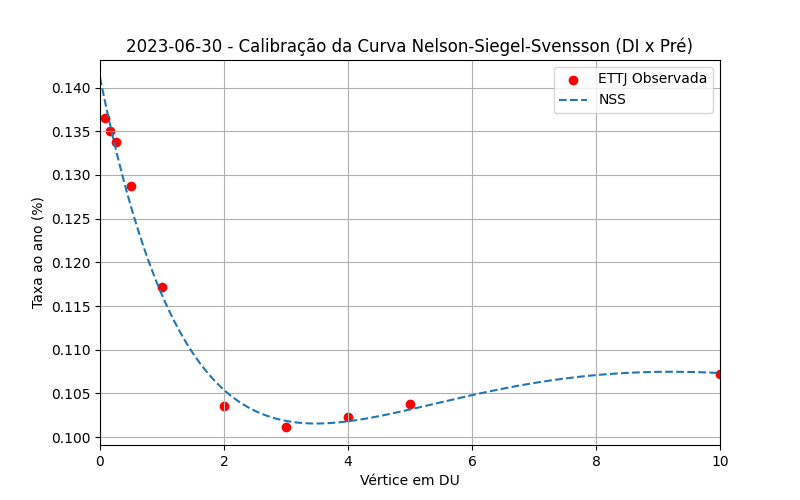 2023-06-30 - Calibração da Curva Nelson-Siegel-Svensson (DI x Pré)
ETTJ Observada
NSS
0.140
0.135
0.130
0.125
0.120
0.115
0.110
0.105
0.100
Taxa ao ano (%)
0 2 4 6 8 10
Vértice em DU